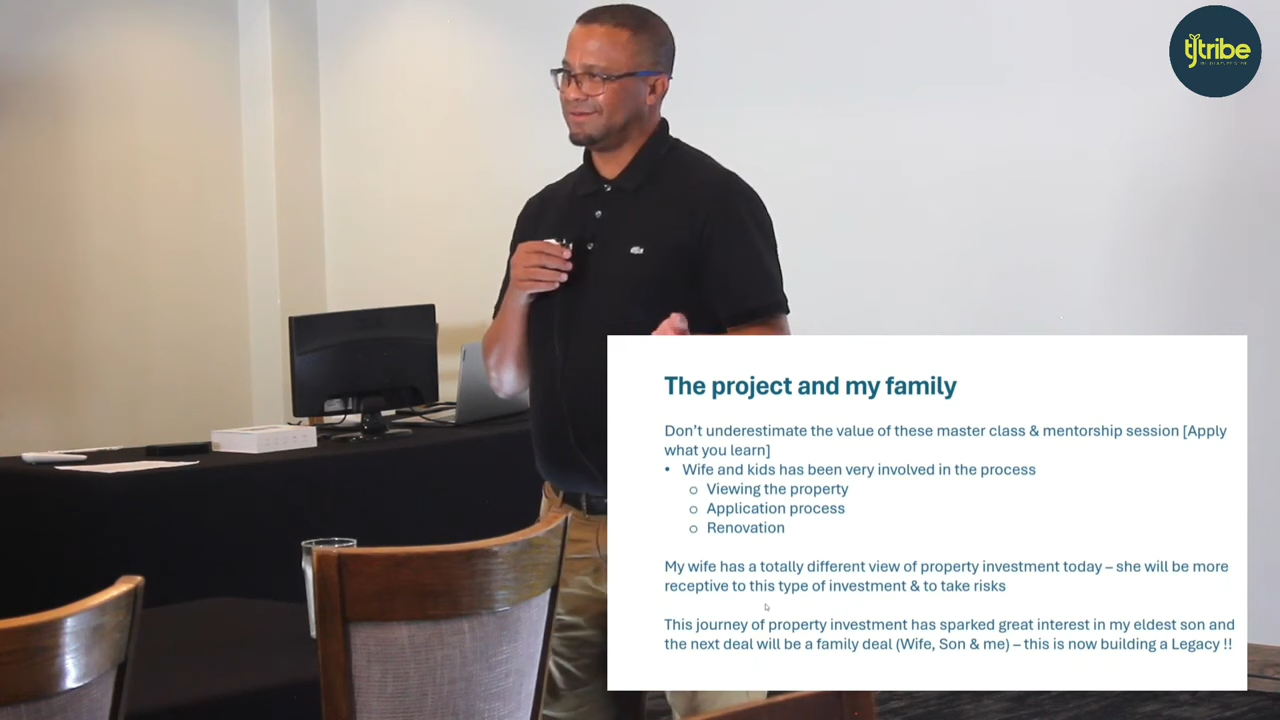 tjtribe
The project and my family
Don’t underestimate the value of these master class & mentorship session [Apply
what you learn]
• Wife and kids has been very involved in the process
o Viewing the property
o Application process
o Renovation
My wife has a totally different view of property investment today – she will be more
receptive to this type of investment & to take risks
This journey of property investment has sparked great interest in my eldest son and
the next deal will be a family deal (Wife, Son & me) – this is now building a Legacy !!